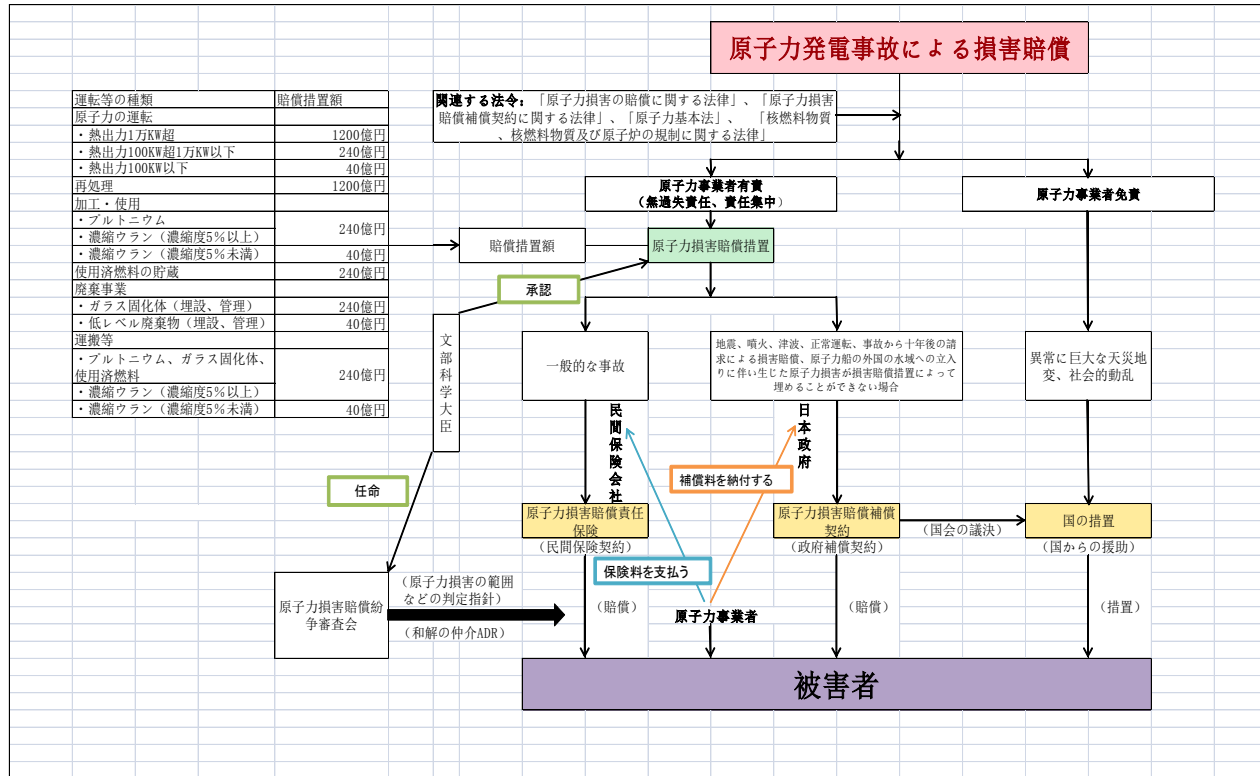 原子力発電事故による損害賠償
関連する法令：「原子力損害の賠償に関する法律」、「原子力損害
賠償補償契約に関する法律」、「原子力基本法」、 「核燃料物質
、核燃料物質及び原子炉の規制に関する法律」
運転等の種類 賠償措置額
原子力の運転
・熱出力1万KW超 1200億円
・熱出力100KW超1万KW以下 240億円
・熱出力100KW以下 40億円
再処理 1200億円
加工・使用
・プルトニウム
・濃縮ウラン（濃縮度5％以上） 240億円
・濃縮ウラン（濃縮度5％未満） 40億円
使用済燃料の貯蔵 240億円
廃棄事業
・ガラス固化体（埋設、管理） 240億円
・低レベル廃棄物（埋設、管理） 40億円
運搬等
・プルトニウム、ガラス固化体、
使用済燃料 240億円
・濃縮ウラン（濃縮度5％以上）
・濃縮ウラン（濃縮度5％未満） 40億円
原子力事業者有責
（無過失責任、責任集中）
原子力事業者免責
賠償措置額
原子力損害賠償措置
承認
文部科学大臣
任命
一般的な事故
地震、噴火、津波、正常運転、事故から十年後の請
求による損害賠償、原子力船の外国の水域への立入
りに伴い生じた原子力損害が損害賠償措置によって
埋めることができない場合
異常に巨大な天災地
変、社会的動乱
民間保険会社
日本政府
補償料を納付する
原子力損害賠償責任
保険
（民間保険契約）
原子力損害賠償補償
契約
（政府補償契約）
（国会の議決）
国の措置
（国からの援助）
保険料を支払う
原子力損害賠償紛
争審査会
（原子力損害の範囲
などの判定指針）
（和解の仲介ADR）
（賠償）
原子力事業者
（賠償）
（措置）
被害者